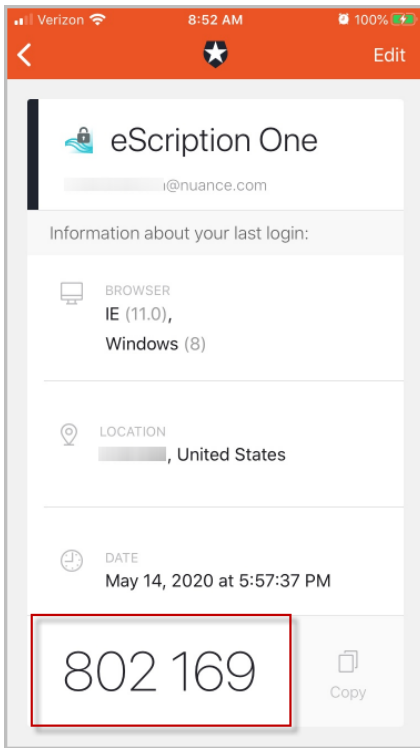 Verizon 8:52 AM 100%
Edit
eScription One
@nuance.com
Information about your last login:
BROWSER
IE (11.0),
Windows (8)
LOCATION
, United States
DATE
May 14, 2020 at 5:57:37 PM
802 169
Copy